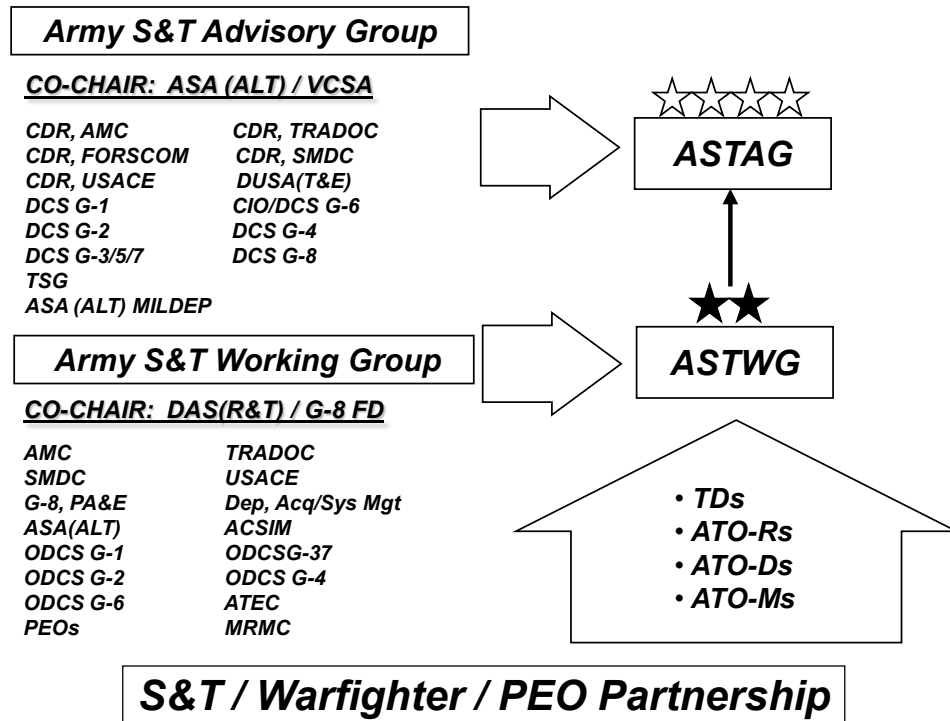 Army S&T Advisory Group
CO-CHAIR: ASA (ALT) / VCSA
CDR, AMC CDR, TRADOC
CDR, FORSCOM CDR, SMDC
CDR, USACE DUSA(T&E)
DCS G-1 CIO/DCS G-6
DCS G-2 DCS G-4
DCS G-3/5/7 DCS G-8
TSG
ASA (ALT) MILDEP
ASTAG
Army S&T Working Group
CO-CHAIR: DAS(R&T) / G-8 FD
AMC TRADOC
SMDC USACE
G-8, PA&E Dep, Acq/Sys Mgt
ASA(ALT) ACSIM
ODCS G-1 ODCSG-37
ODCS G-2 ODCS G-4
ODCS G-6 ATEC
PEOs MRMC
ASTWG
• TDs
• ATO-Rs
• ATO-Ds
• ATO-Ms
S&T / Warfighter / PEO Partnership